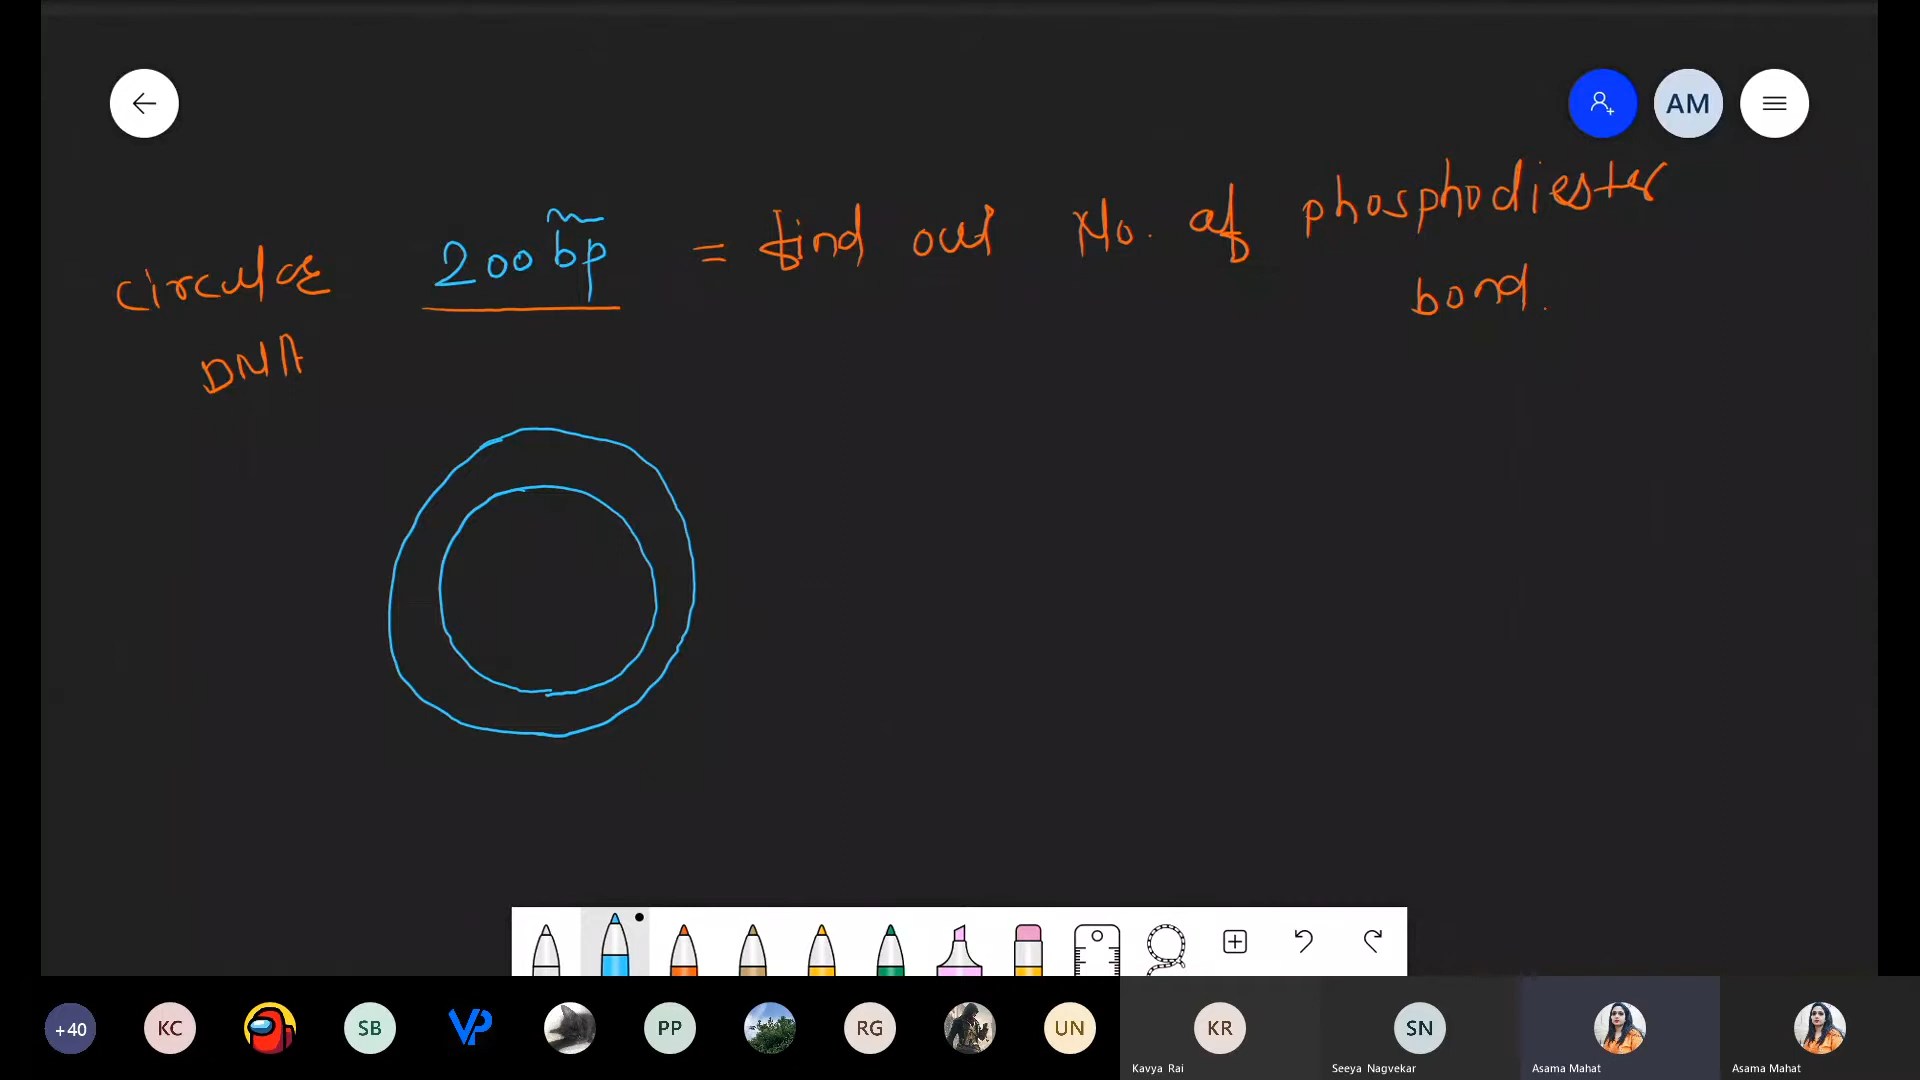 AM
circular 200 bp = find out No. of phosphodiester
DNA bond.
+40 KC SB VP PP RG UN KR SN
Kavya Rai Seeya Nagvekar Asama Mahat Asama Mahat